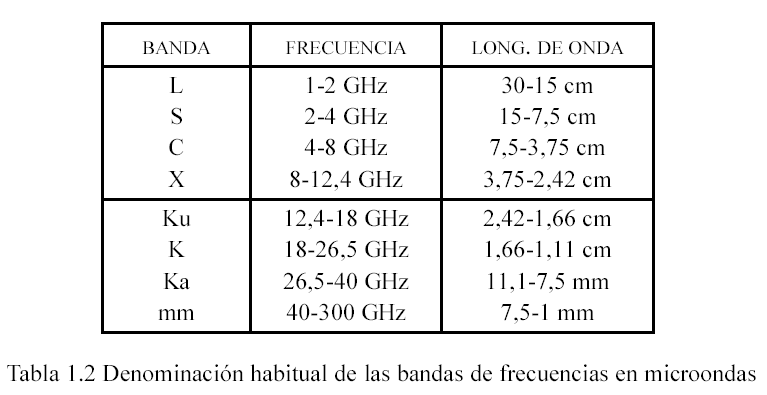 BANDA FRECUENCIA LONG. DE ONDA
L 1-2 GHz 30-15 cm
S 2-4 GHz 15-7,5 cm
C 4-8 GHz 7,5-3,75 cm
X 8-12,4 GHz 3,75-2,42 cm
Ku 12,4-18 GHz 2,42-1,66 cm
K 18-26,5 GHz 1,66-1,11 cm
Ka 26,5-40 GHz 11,1-7,5 mm
mm 40-300 GHz 7,5-1 mm
Tabla 1.2 Denominación habitual de las bandas de frecuencias en microondas